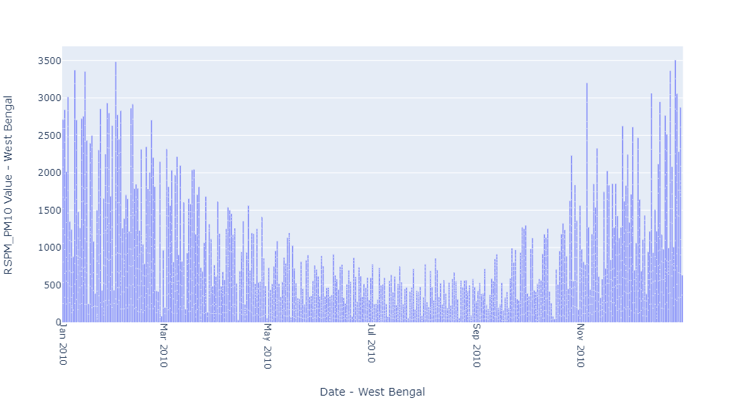 RSPM_PM10 Value - West Bengal
3500
3000
2500
2000
1500
1000
500
0
Jan 2010
Mar 2010
May 2010
Jul 2010
Sep 2010
Nov 2010
Date - West Bengal